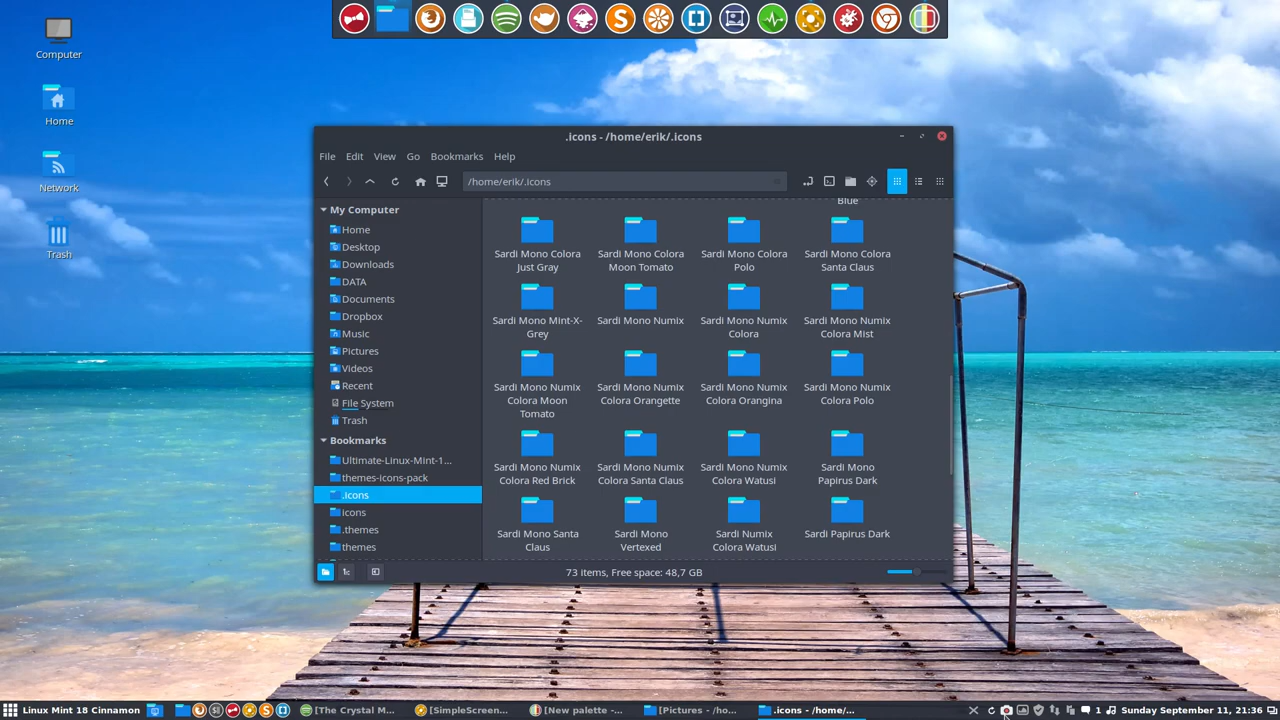 Computer
Home
Network
Trash
.icons - /home/erik/.icons
File Edit View Go Bookmarks Help
/home/erik/.icons
My Computer
Home
Desktop
Downloads
DATA
Documents
Dropbox
Music
Pictures
Videos
Recent
File System
Trash
Bookmarks
Ultimate-Linux-Mint-1...
themes-icons-pack
.icons
icons
.themes
themes
Blue
Sardi Mono Colora
Just Gray
Sardi Mono Colora
Moon Tomato
Sardi Mono Colora
Polo
Sardi Mono Colora
Santa Claus
Sardi Mono Mint-X-
Grey
Sardi Mono Numix
Sardi Mono Numix
Colora
Sardi Mono Numix
Colora Mist
Sardi Mono Numix
Colora Moon
Tomato
Sardi Mono Numix
Colora Orangette
Sardi Mono Numix
Colora Orangina
Sardi Mono Numix
Colora Polo
Sardi Mono Numix
Colora Red Brick
Sardi Mono Numix
Colora Santa Claus
Sardi Mono Numix
Colora Watusi
Sardi Mono
Papirus Dark
Sardi Mono Santa
Claus
Sardi Mono
Vertexed
Sardi Numix
Colora Watusi
Sardi Papirus Dark
73 items, Free space: 48,7 GB
Linux Mint 18 Cinnamon
[The Crystal M...
[SimpleScreen...
[New palette -...
[Pictures - /ho...
.icons - /home/...
1
Sunday September 11, 21:36